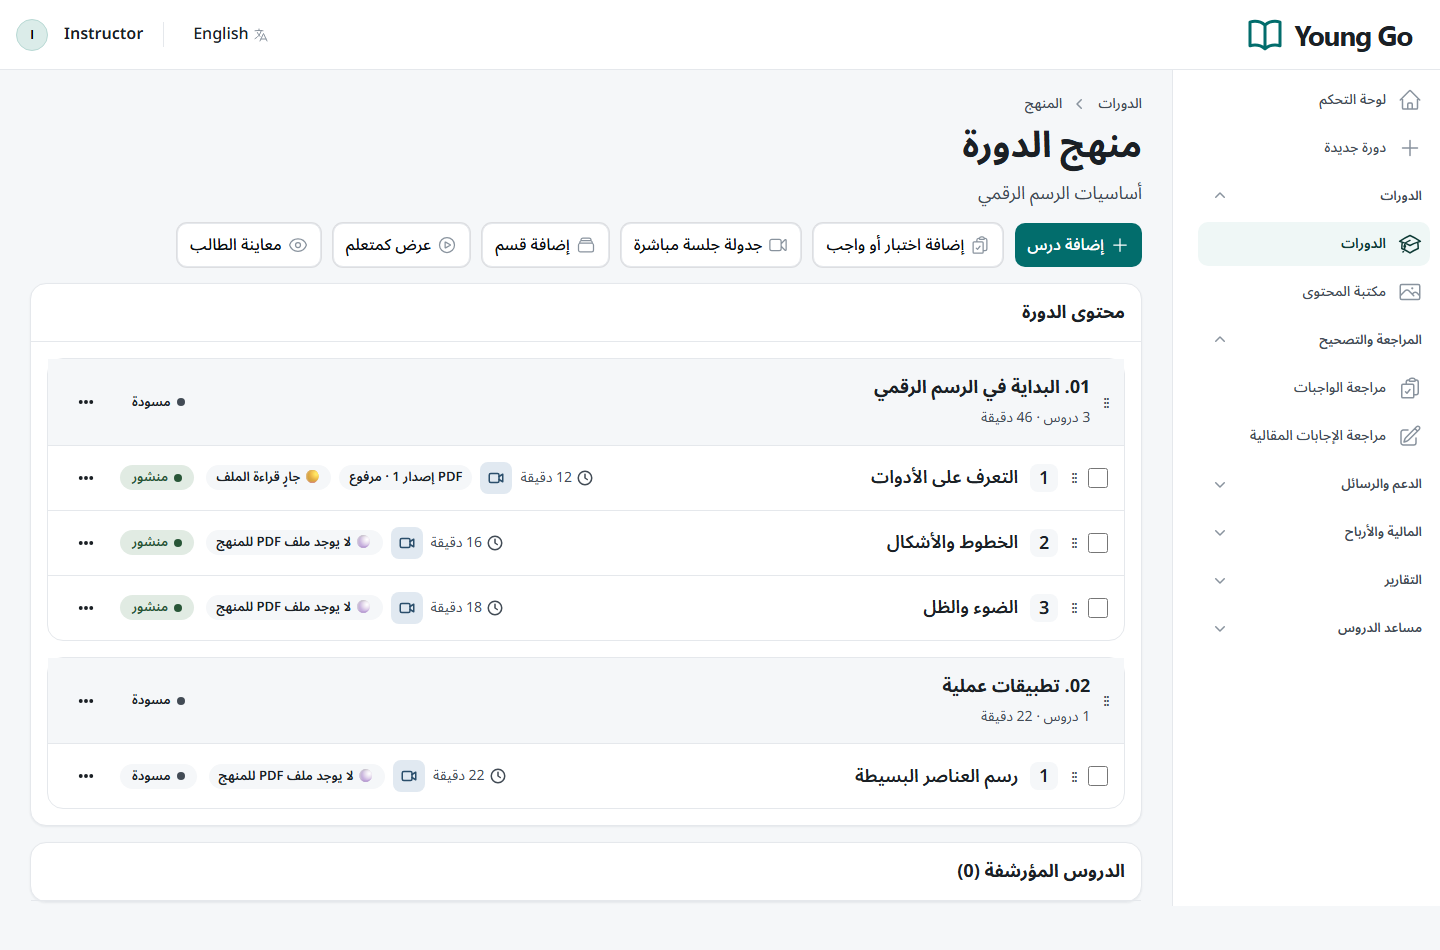 Young Go
English
Instructor
I
لوحة التحكم
دورة جديدة
الدورات
الدورات
مكتبة المحتوى
المراجعة والتصحيح
مراجعة الواجبات
مراجعة الإجابات المقالية
الدعم والرسائل
المالية والأرباح
التقارير
مساعد الدروس
الدورات
المنهج
منهج الدورة
أساسيات الرسم الرقمي
إضافة درس
إضافة اختبار أو واجب
جدولة جلسة مباشرة
إضافة قسم
عرض كمتعلم
معاينة الطالب
محتوى الدورة
01. البداية في الرسم الرقمي
مسودة
3 دروس · 46 دقيقة
1 التعرف على الأدوات 12 دقيقة PDF إصدار 1 · مرفوع جارٍ قراءة الملف منشور
2 الخطوط والأشكال 16 دقيقة لا يوجد ملف PDF للمنهج منشور
3 الضوء والظل 18 دقيقة لا يوجد ملف PDF للمنهج منشور
02. تطبيقات عملية
مسودة
1 دروس · 22 دقيقة
1 رسم العناصر البسيطة 22 دقيقة لا يوجد ملف PDF للمنهج مسودة
الدروس المؤرشفة (0)